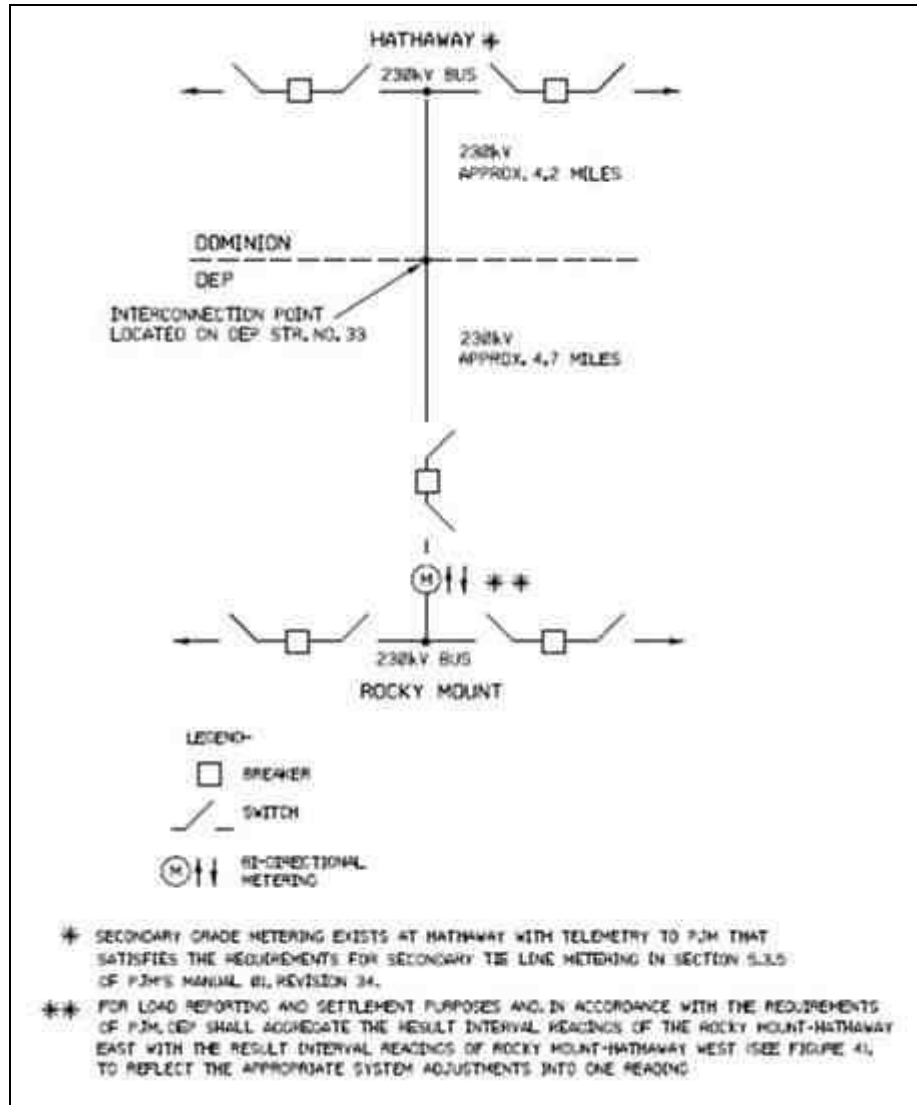 HATHAWAY *
230kV BUS
230kV
APPROX. 4.2 MILES
DOMINION
DEP
INTERCONNECTION POINT
LOCATED ON DEP STR. NO. 33
230kV
APPROX. 4.7 MILES
M **
230kV BUS
ROCKY MOUNT
LEGEND-
BREAKER
SWITCH
M BI-DIRECTIONAL
METERING
* SECONDARY GRADE METERING EXISTS AT HATHAWAY WITH TELEMETRY TO PJM THAT
SATISFIES THE REQUIREMENTS FOR SECONDARY TIE LINE METERING IN SECTION 5.3.5
OF PJM'S MANUAL 01, REVISION 34.
** FOR LOAD REPORTING AND SETTLEMENT PURPOSES AND, IN ACCORDANCE WITH THE REQUIREMENTS
OF PJM, DEP SHALL AGGREGATE THE RESULT INTERVAL READINGS OF THE ROCKY MOUNT-HATHAWAY
EAST WITH THE RESULT INTERVAL READINGS OF ROCKY MOUNT-HATHAWAY WEST (SEE FIGURE 4),
TO REFLECT THE APPROPRIATE SYSTEM ADJUSTMENTS INTO ONE READING